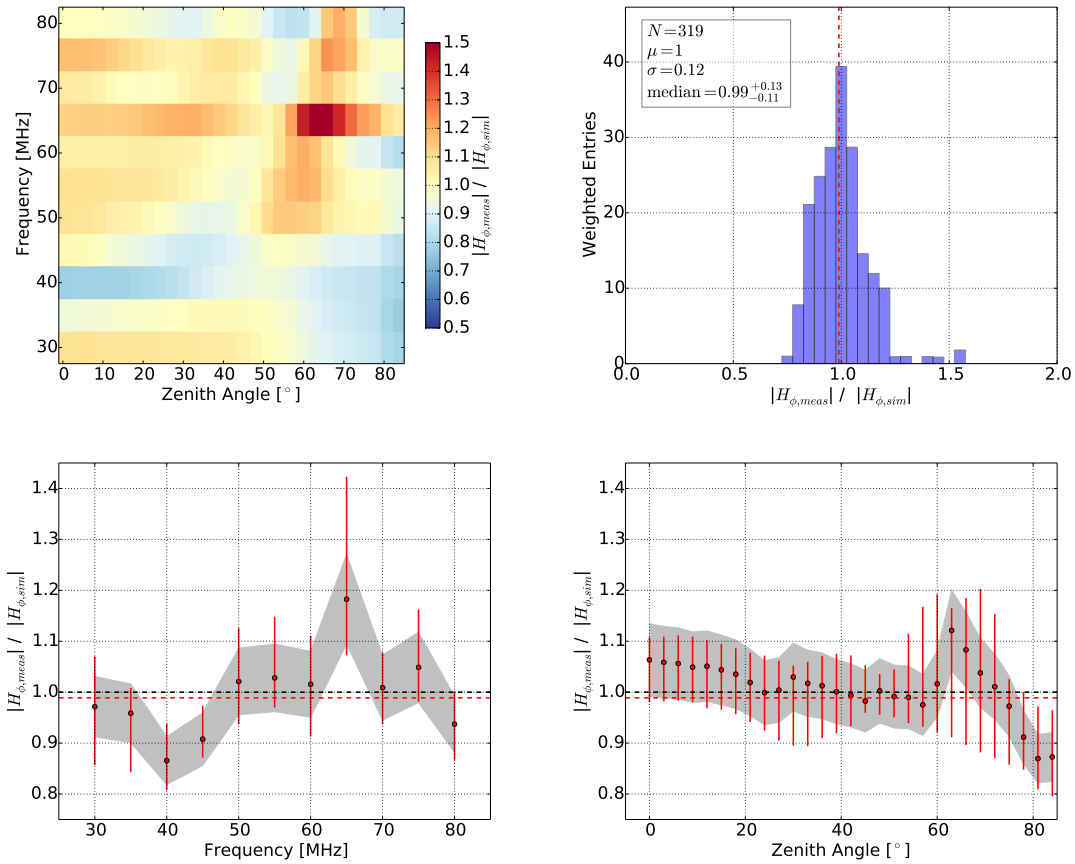 80
70
60
50
40
30
Frequency [MHz]
0 10 20 30 40 50 60 70 80
Zenith Angle [°]
1.5
1.4
1.3
1.2
1.1
1.0
0.9
0.8
0.7
0.6
0.5
|H_{ϕ,meas}| / |H_{ϕ,sim}|
N=319
μ=1
σ=0.12
median=0.99^{+0.13}_{−0.11}
40
30
20
10
0
Weighted Entries
0.0 0.5 1.0 1.5 2.0
|H_{ϕ,meas}| / |H_{ϕ,sim}|
1.4
1.3
1.2
1.1
1.0
0.9
0.8
|H_{ϕ,meas}| / |H_{ϕ,sim}|
30 40 50 60 70 80
Frequency [MHz]
1.4
1.3
1.2
1.1
1.0
0.9
0.8
|H_{ϕ,meas}| / |H_{ϕ,sim}|
0 20 40 60 80
Zenith Angle [°]